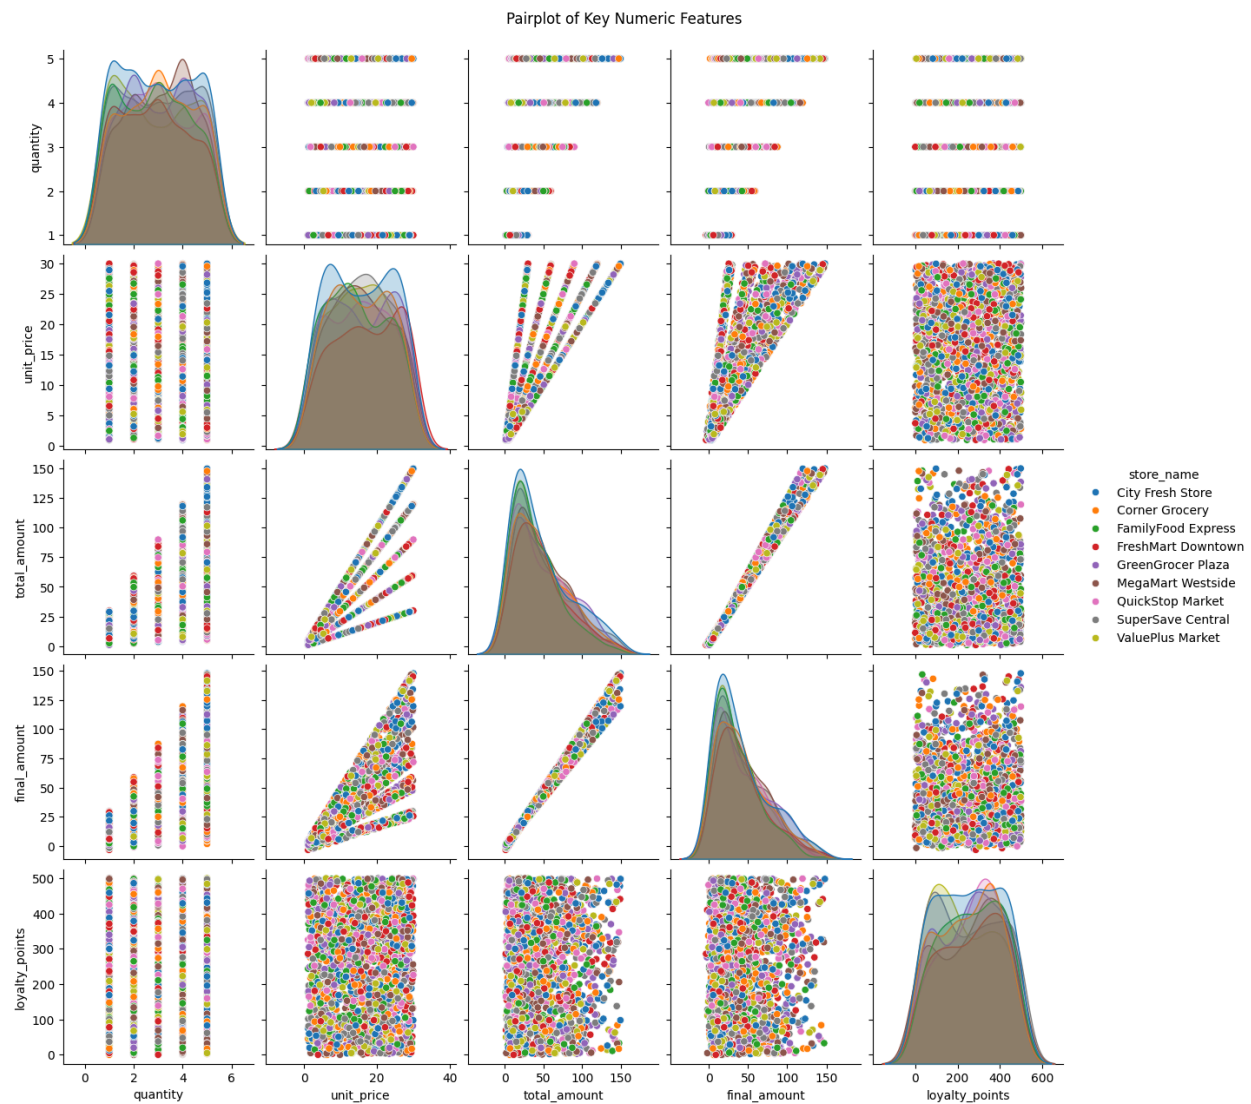 Pairplot of Key Numeric Features
5
4
3
2
1
quantity
30
25
20
15
10
5
0
unit_price
150
125
100
75
50
25
0
total_amount
150
125
100
75
50
25
0
final_amount
500
400
300
200
100
0
loyalty_points
0 2 4 6
quantity
0 20 40
unit_price
0 50 100 150
total_amount
0 50 100 150
final_amount
0 200 400 600
loyalty_points
store_name
City Fresh Store
Corner Grocery
FamilyFood Express
FreshMart Downtown
GreenGrocer Plaza
MegaMart Westside
QuickStop Market
SuperSave Central
ValuePlus Market